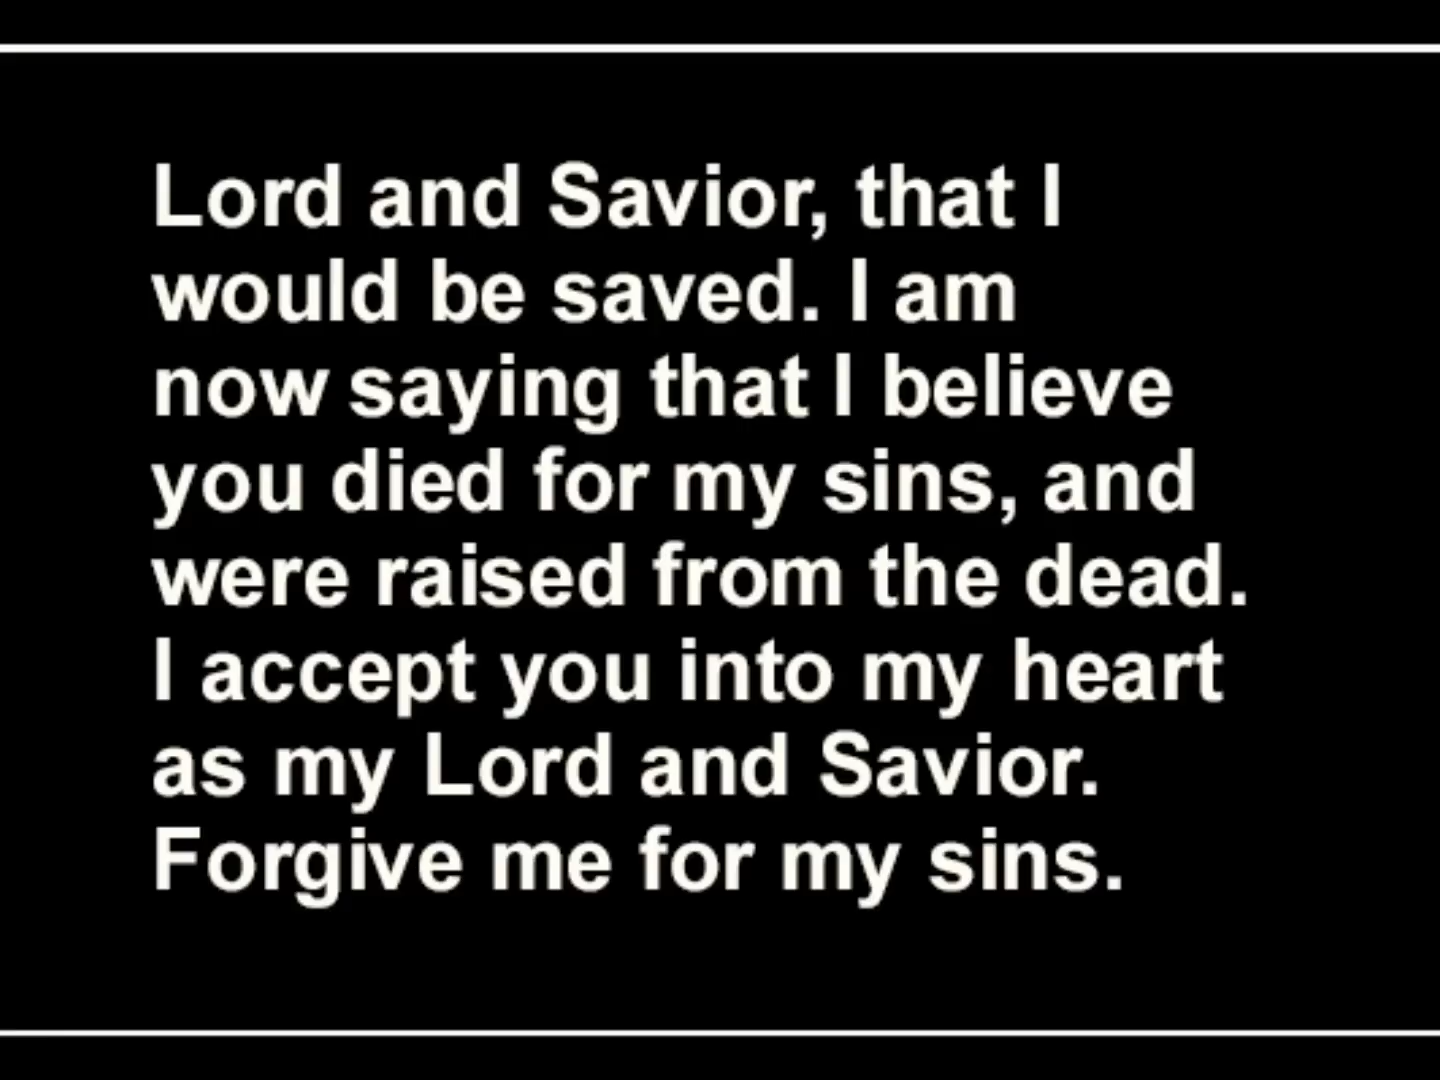 Lord and Savior, that I
would be saved. I am
now saying that I believe
you died for my sins, and
were raised from the dead.
I accept you into my heart
as my Lord and Savior.
Forgive me for my sins.